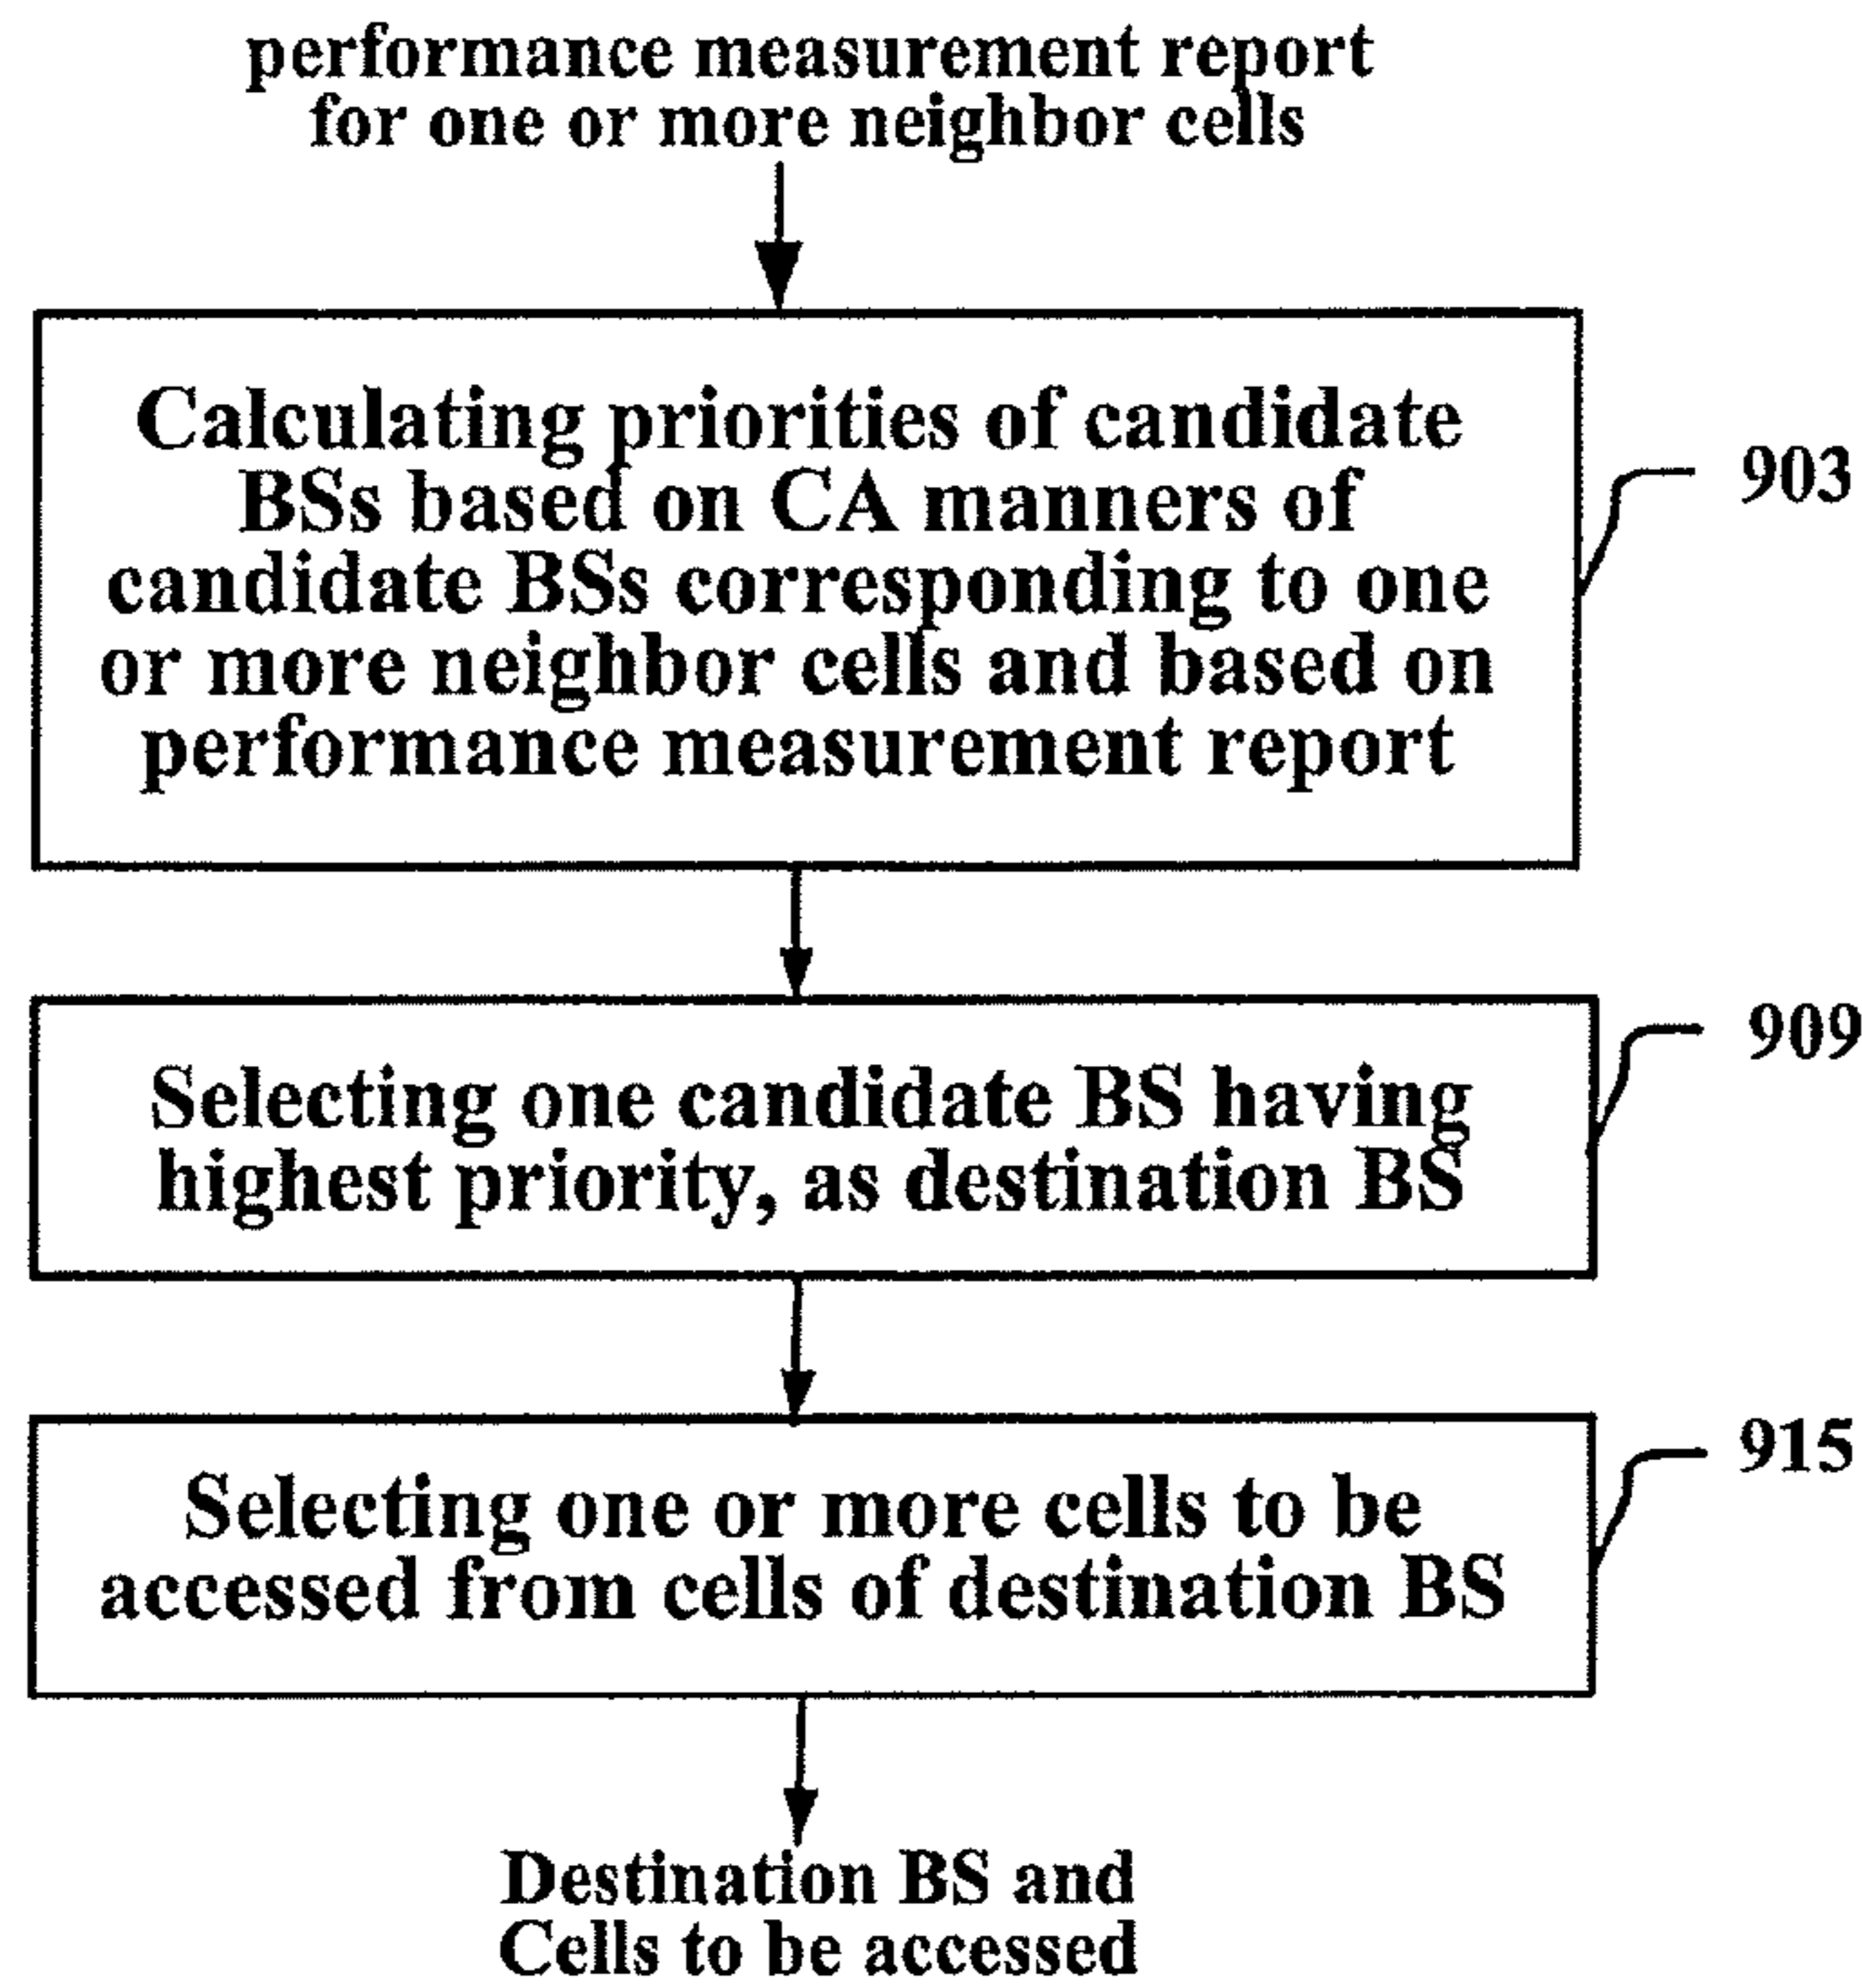 performance measurement report
for one or more neighbor cells
Calculating priorities of candidate
BSs based on CA manners of
candidate BSs corresponding to one
or more neighbor cells and based on
performance measurement report
903
Selecting one candidate BS having
highest priority, as destination BS
909
Selecting one or more cells to be
accessed from cells of destination BS
915
Destination BS and
Cells to be accessed